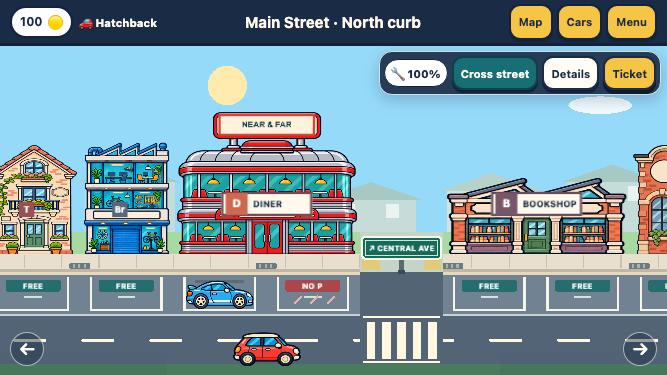 100
Hatchback
Main Street · North curb
Map
Cars
Menu
100%
Cross street
Details
Ticket
NEAR & FAR
T
Br
D DINER
B BOOKSHOP
↗ CENTRAL AVE
FREE
FREE
NO P
FREE
FREE